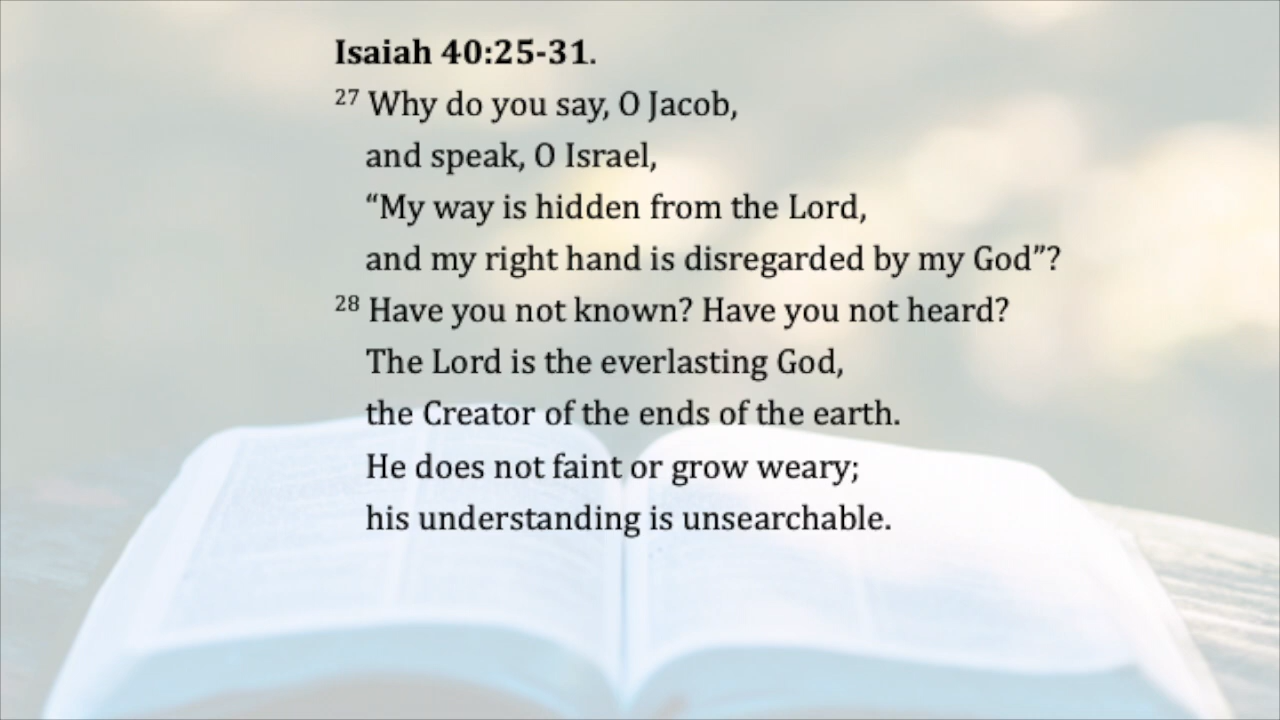 Isaiah 40:25-31.
27 Why do you say, O Jacob,
and speak, O Israel,
“My way is hidden from the Lord,
and my right hand is disregarded by my God”?
28 Have you not known? Have you not heard?
The Lord is the everlasting God,
the Creator of the ends of the earth.
He does not faint or grow weary;
his understanding is unsearchable.